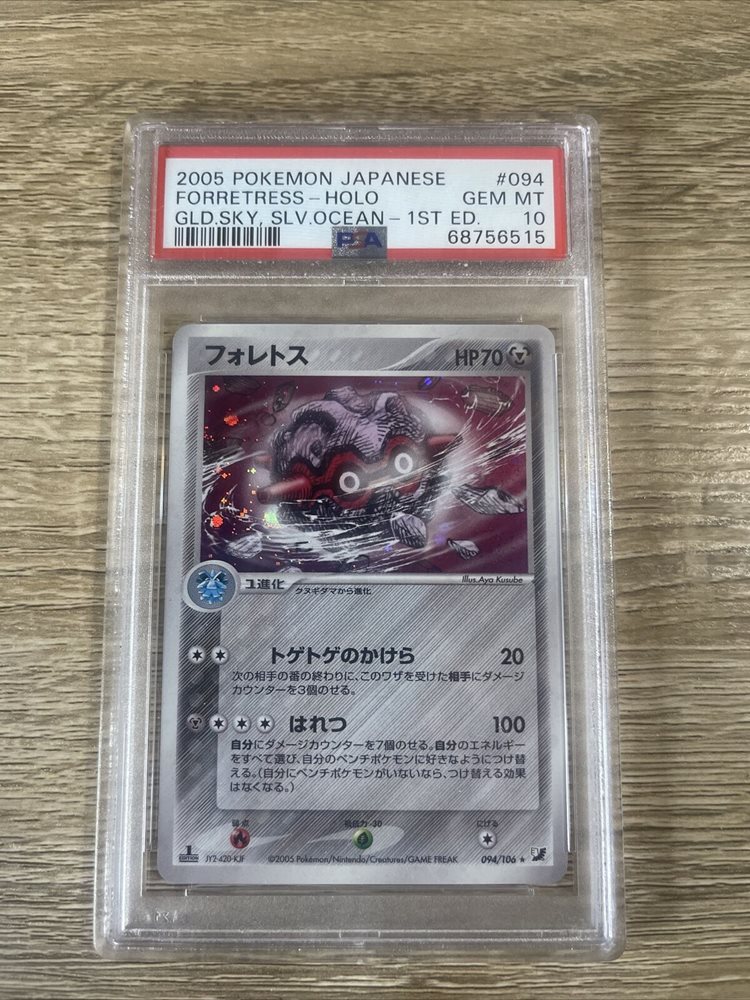 2005 POKEMON JAPANESE #094
FORRETRESS-HOLO GEM MT
GLD.SKY, SLV.OCEAN-1ST ED. 10
PSA 68756515
フォレトス HP70
Illus.Aya Kusube
1進化 クヌギダマから進化
トゲトゲのかけら 20
次の相手の番の終わりに、このワザを受けた相手にダメージ
カウンターを3個のせる。
はれつ 100
自分にダメージカウンターを7個のせる。自分のエネルギー
をすべて選び、自分のベンチポケモンに好きなようにつけ替
える。(自分にベンチポケモンがいないなら、つけ替える効果
はなくなる。)
弱点 抵抗力 -30 にげる
1 EDITION JY2-420-KJF ©2005 Pokémon/Nintendo/Creatures/GAME FREAK 094/106 ★